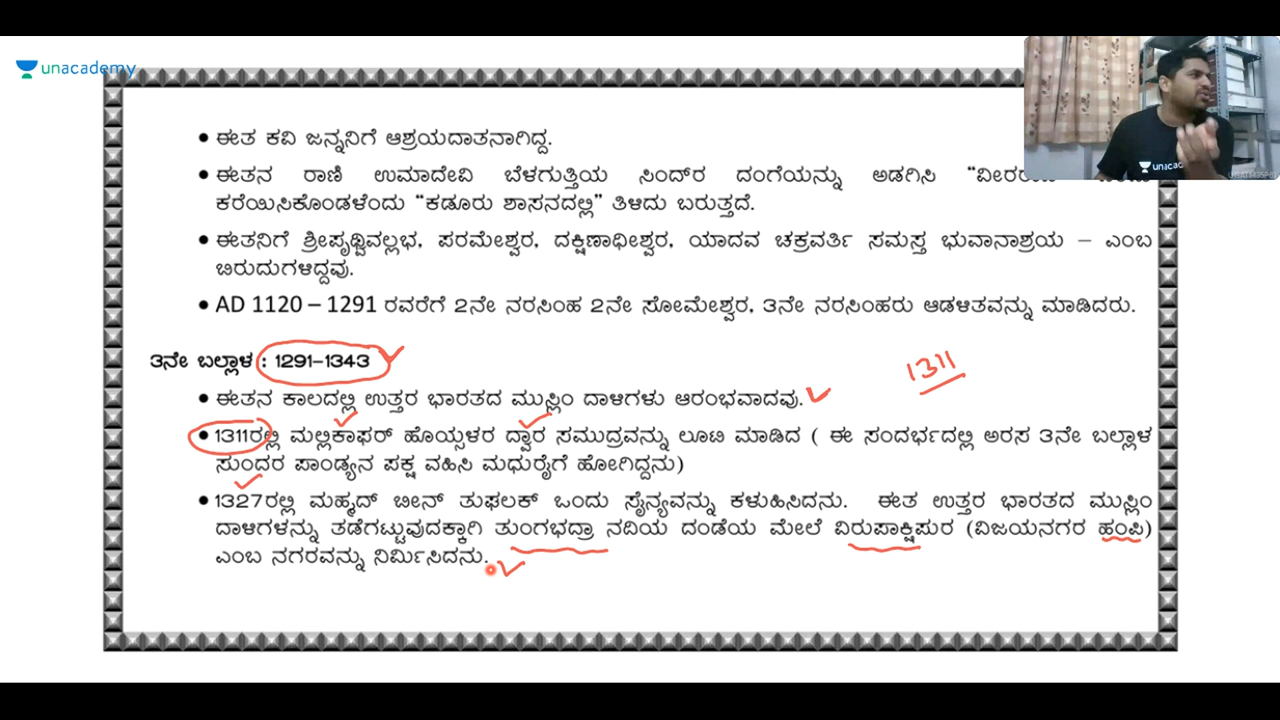 unacademy
• ಈತ ಕವಿ ಜನ್ನನಿಗೆ ಆಶ್ರಯದಾತನಾಗಿದ್ದ.
• ಈತನ ರಾಣಿ ಉಮಾದೇವಿ ಬೆಳಗುತ್ತಿಯ ಸಿಂದ್‌ರ ದಂಗೆಯನ್ನು ಅಡಗಿಸಿ
ಕರೆಯಿಸಿಕೊಂಡಳೆಂದು “ಕಡೂರು ಶಾಸನದಲ್ಲಿ” ತಿಳಿದು ಬರುತ್ತದೆ.
• ಈತನಿಗೆ ಶ್ರೀಪೃಥ್ವಿವಲ್ಲಭ, ಪರಮೇಶ್ವರ, ದಕ್ಷಿಣಾಧೀಶ್ವರ, ಯಾದವ ಚಕ್ರವರ್ತಿ ಸಮಸ್ತ ಭುವಾನಾಶ್ರಯ – ಎಂಬ
ಬಿರುದುಗಳಿದ್ದವು.
• AD 1120 – 1291 ರವರೆಗೆ 2ನೇ ನರಸಿಂಹ 2ನೇ ಸೋಮೇಶ್ವರ, 3ನೇ ನರಸಿಂಹರು ಆಡಳಿತವನ್ನು ಮಾಡಿದರು.
3ನೇ ಬಲ್ಲಾಳ : 1291–1343
1311
• ಈತನ ಕಾಲದಲ್ಲಿ ಉತ್ತರ ಭಾರತದ ಮುಸ್ಲಿಂ ದಾಳಿಗಳು ಆರಂಭವಾದವು.
• 1311ರಲ್ಲಿ ಮಲ್ಲಿಕಾಫರ್ ಹೊಯ್ಸಳರ ದ್ವಾರ ಸಮುದ್ರವನ್ನು ಲೂಟಿ ಮಾಡಿದ ( ಈ ಸಂದರ್ಭದಲ್ಲಿ ಅರಸ 3ನೇ ಬಲ್ಲಾಳ
ಸುಂದರ ಪಾಂಡ್ಯನ ಪಕ್ಷ ವಹಿಸಿ ಮಧುರೈಗೆ ಹೋಗಿದ್ದನು)
• 1327ರಲ್ಲಿ ಮಹ್ಮದ್ ಬೀನ್ ತುಘಲಕ್ ಒಂದು ಸೈನ್ಯವನ್ನು ಕಳುಹಿಸಿದನು. ಈತ ಉತ್ತರ ಭಾರತದ ಮುಸ್ಲಿಂ
ದಾಳಿಗಳನ್ನು ತಡೆಗಟ್ಟುವುದಕ್ಕಾಗಿ ತುಂಗಭದ್ರಾ ನದಿಯ ದಂಡೆಯ ಮೇಲೆ ವಿರುಪಾಕ್ಷಿಪುರ (ವಿಜಯನಗರ ಹಂಪಿ)
ಎಂಬ ನಗರವನ್ನು ನಿರ್ಮಿಸಿದನು.